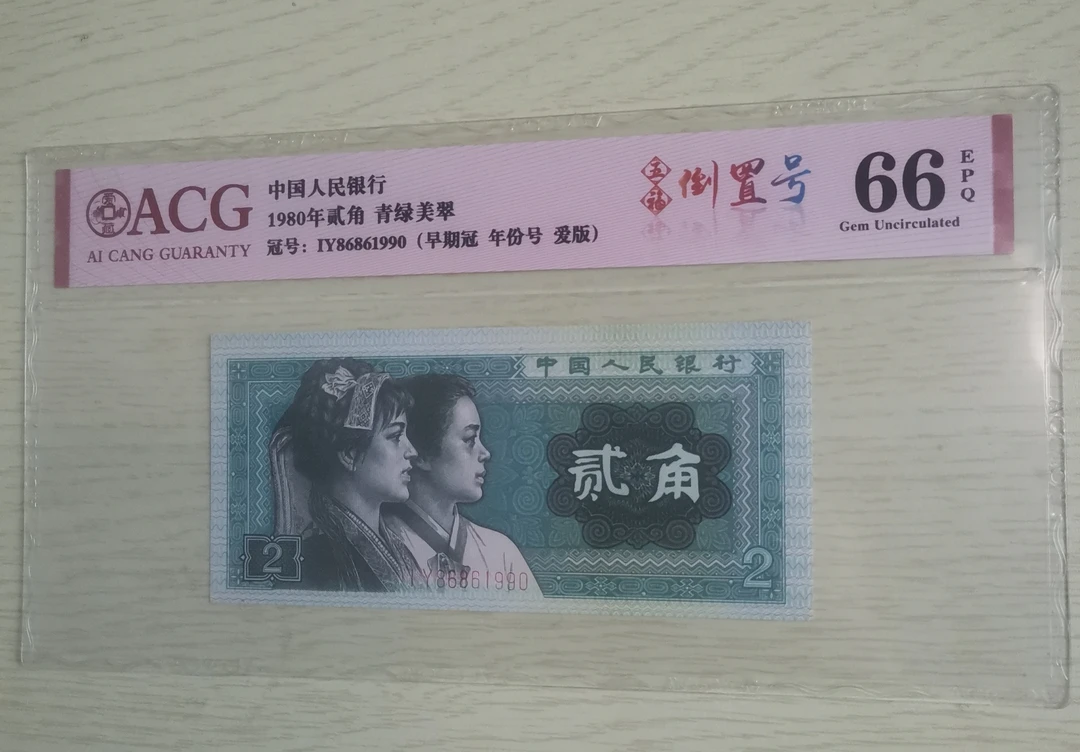 ACG
AI CANG GUARANTY
中国人民银行
1980年贰角 青绿美翠
冠号：IY86861990（早期冠 年份号 爱版）
五福
倒置号
66
EPQ
Gem Uncirculated
中国人民银行
贰角
2
IY86861990
2